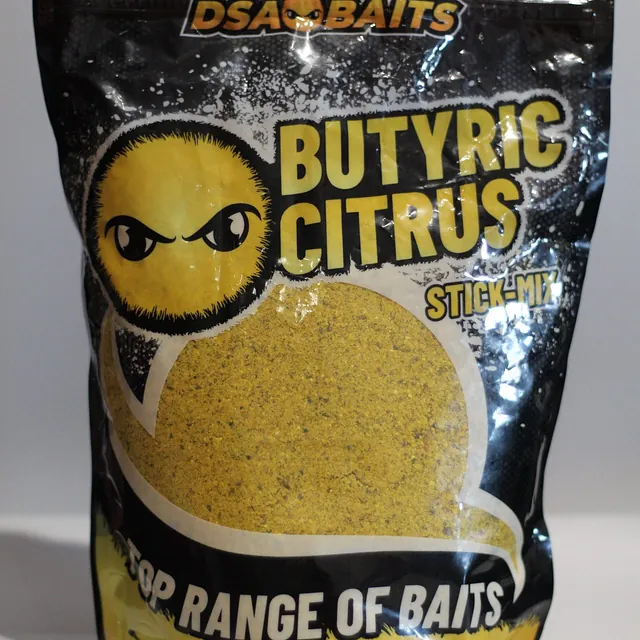 DSA BAITS
BUTYRIC
CITRUS
STICK-MIX
TOP RANGE OF BAITS